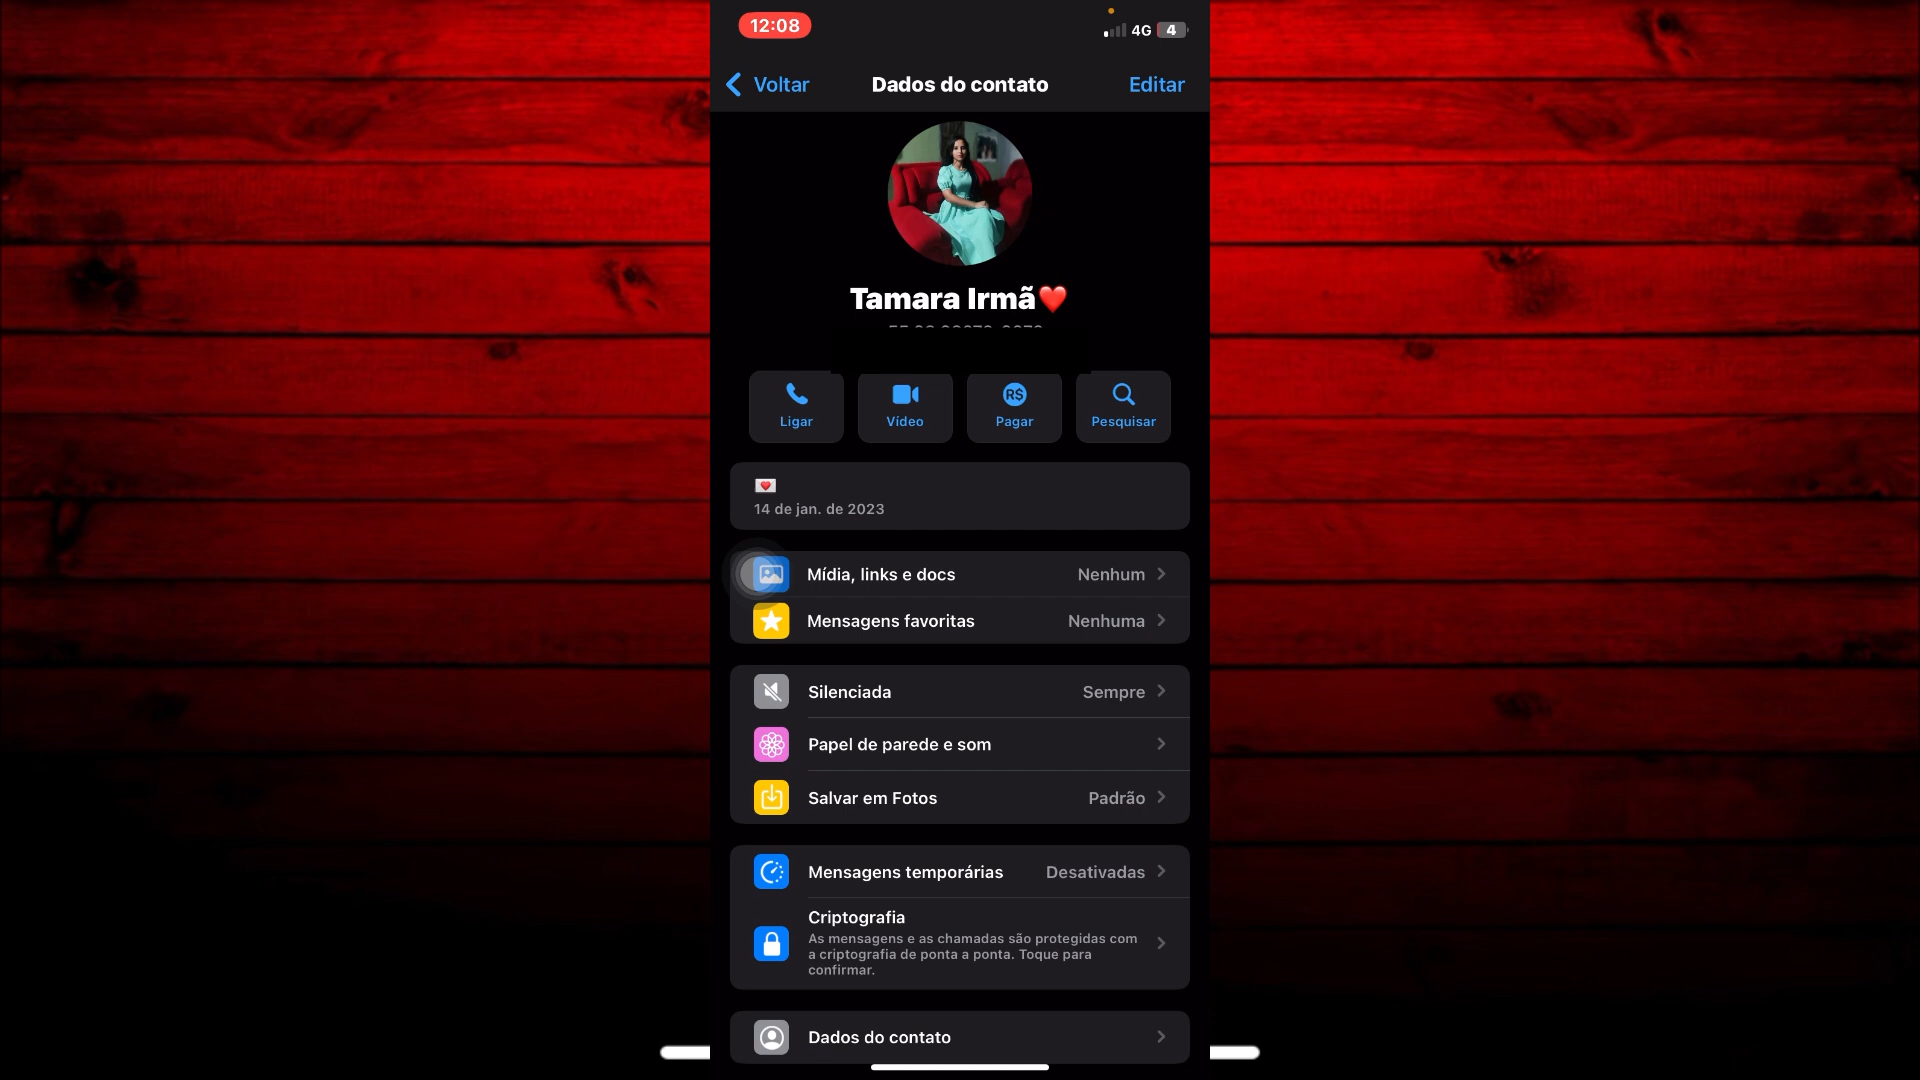 12:08
4G 4
Voltar
Dados do contato
Editar
Tamara Irmã❤️
Ligar
Vídeo
R$
Pagar
Pesquisar
💌
14 de jan. de 2023
Mídia, links e docs
Nenhum
Mensagens favoritas
Nenhuma
Silenciada
Sempre
Papel de parede e som
Salvar em Fotos
Padrão
Mensagens temporárias
Desativadas
Criptografia
As mensagens e as chamadas são protegidas com
a criptografia de ponta a ponta. Toque para
confirmar.
Dados do contato